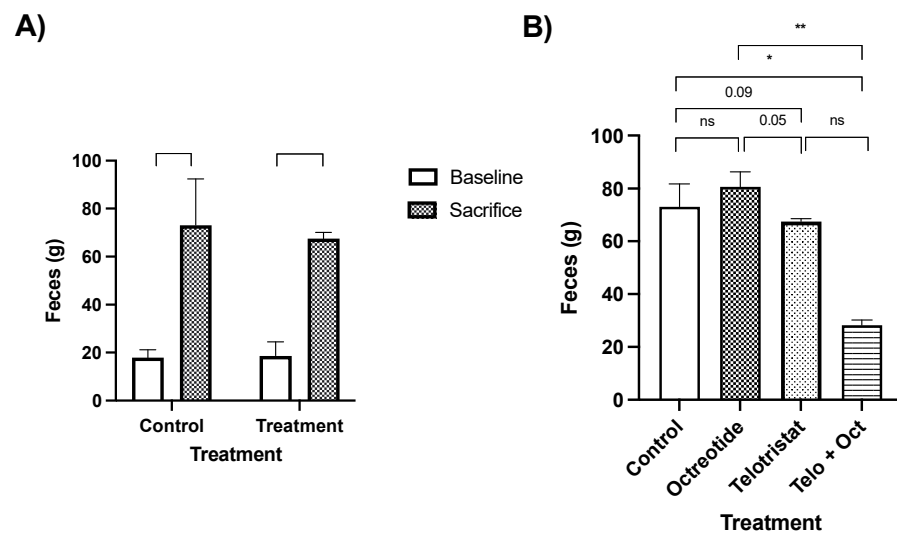 A)
Feces (g)
100
80
60
40
20
0
Control
Treatment
Treatment
Baseline
Sacrifice
B)
**
*
0.09
ns
0.05
ns
Feces (g)
100
80
60
40
20
0
Control
Octreotide
Telotristat
Telo + Oct
Treatment